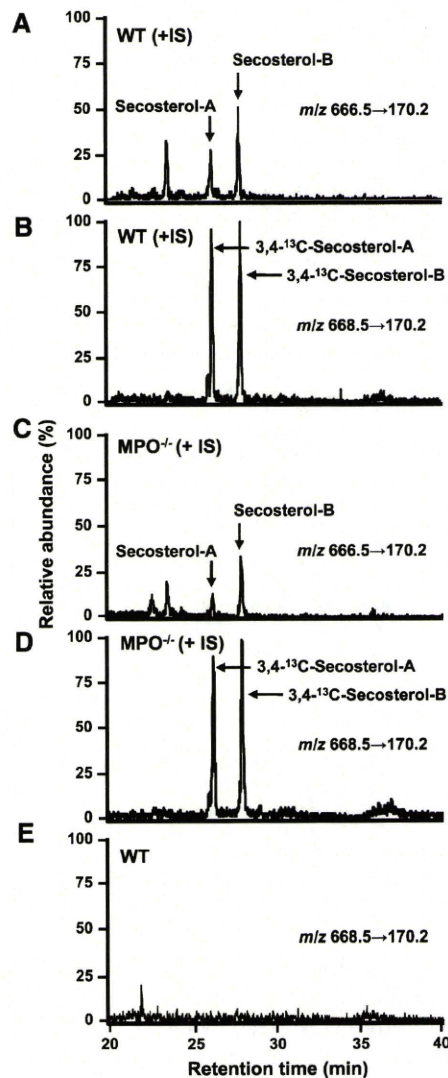 A
100
WT (+IS)
Secosterol-B
75
Secosterol-A
m/z 666.5→170.2
50
25
0
B
100
WT (+IS)
3,4-¹³C-Secosterol-A
75
3,4-¹³C-Secosterol-B
50
m/z 668.5→170.2
25
0
C
100
MPO⁻/⁻ (+ IS)
75
Secosterol-B
50
Secosterol-A
m/z 666.5→170.2
25
0
Relative abundance (%)
D
100
MPO⁻/⁻ (+ IS)
3,4-¹³C-Secosterol-A
75
3,4-¹³C-Secosterol-B
50
m/z 668.5→170.2
25
0
E
100
WT
75
m/z 668.5→170.2
50
25
0
20 25 30 35 40
Retention time (min)